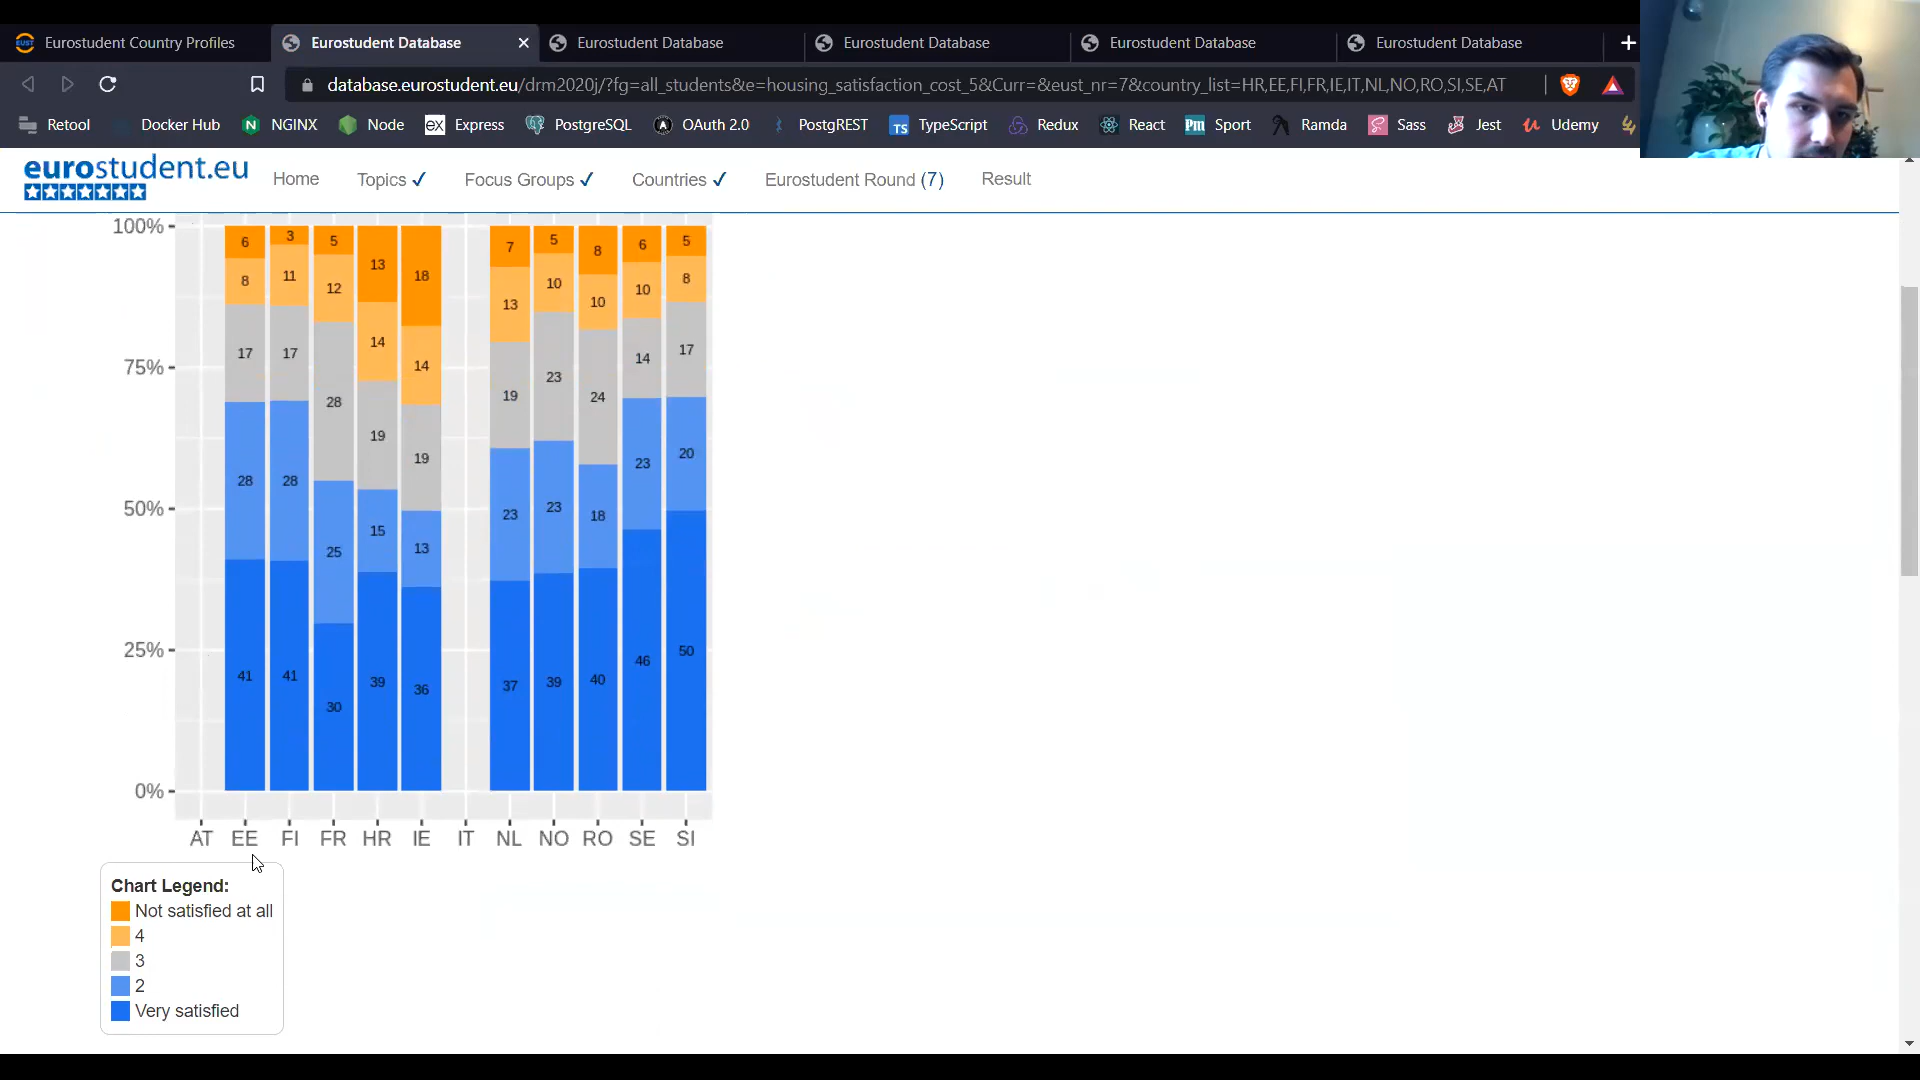 Eurostudent Country Profiles
Eurostudent Database
Eurostudent Database
Eurostudent Database
Eurostudent Database
Eurostudent Database
database.eurostudent.eu/drm2020j/?fg=all_students&e=housing_satisfaction_cost_5&Curr=&eust_nr=7&country_list=HR,EE,FI,FR,IE,IT,NL,NO,RO,SI,SE,AT
Retool Docker Hub NGINX Node ex Express PostgreSQL OAuth 2.0 PostgREST TS TypeScript Redux React Pm Sport Ramda Sass Jest Udemy
eurostudent.eu
Home Topics ✓ Focus Groups ✓ Countries ✓ Eurostudent Round (7) Result
100%
75%
50%
25%
0%
6 8 17 28 41
3 11 17 28 41
5 12 28 25 30
13 14 19 15 39
18 14 19 13 36
7 13 19 23 37
5 10 23 23 39
8 10 24 18 40
6 10 14 23 46
5 8 17 20 50
AT EE FI FR HR IE IT NL NO RO SE SI
Chart Legend:
Not satisfied at all
4
3
2
Very satisfied